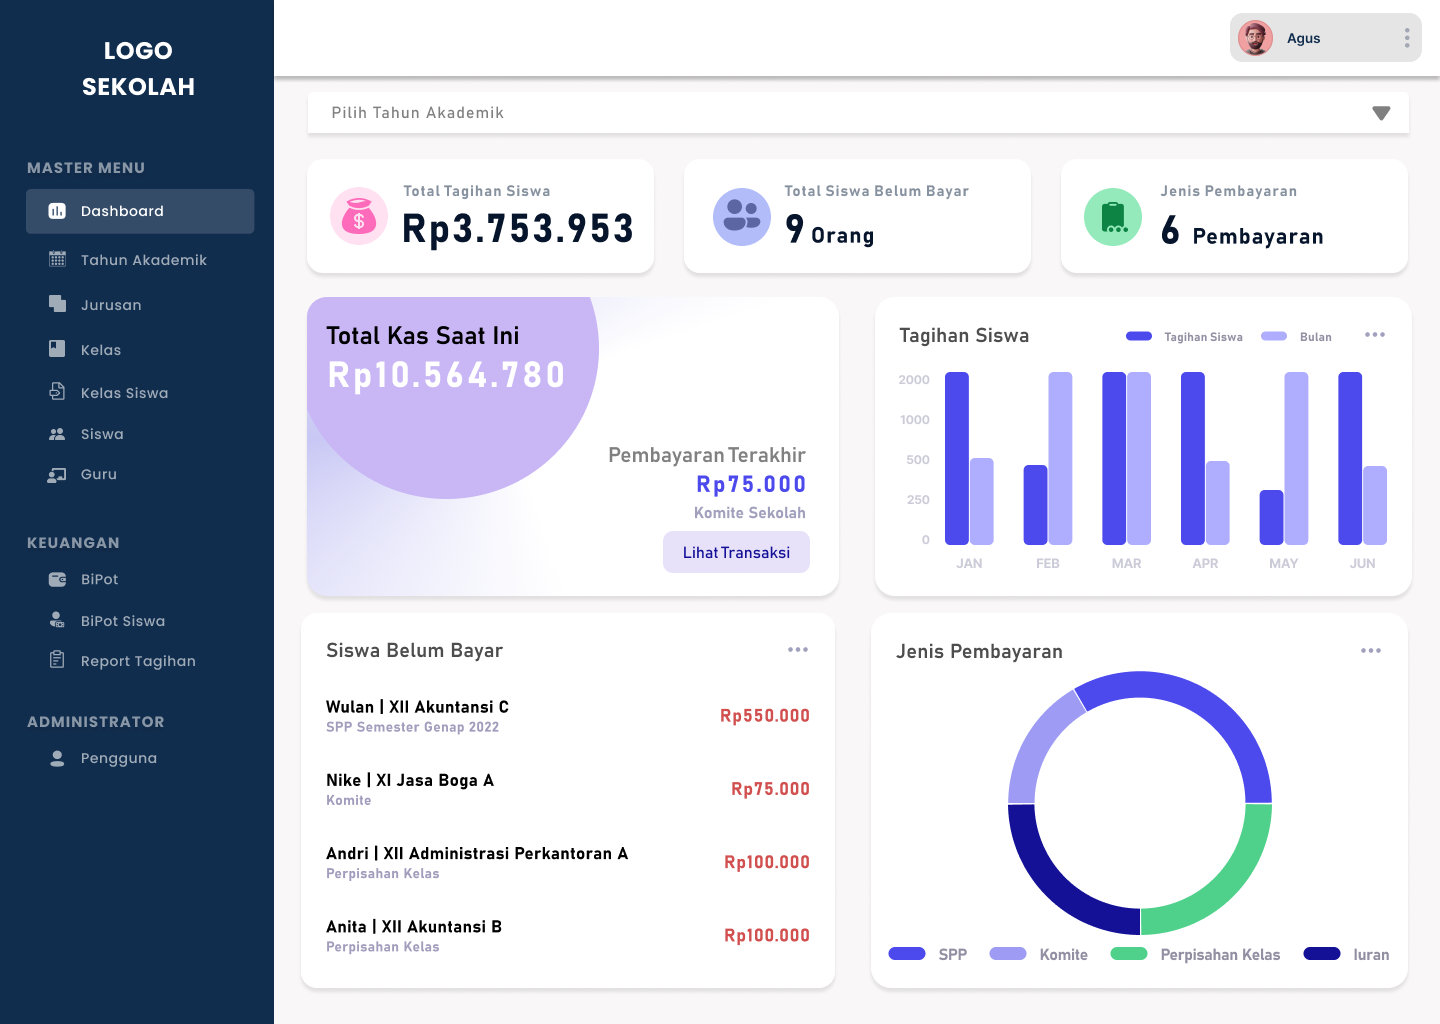 LOGO
SEKOLAH
MASTER MENU
Dashboard
Tahun Akademik
Jurusan
Kelas
Kelas Siswa
Siswa
Guru
KEUANGAN
BiPot
BiPot Siswa
Report Tagihan
ADMINISTRATOR
Pengguna
Agus
Pilih Tahun Akademik
Total Tagihan Siswa
Rp3.753.953
Total Siswa Belum Bayar
9 Orang
Jenis Pembayaran
6 Pembayaran
Total Kas Saat Ini
Rp10.564.780
Pembayaran Terakhir
Rp75.000
Komite Sekolah
Lihat Transaksi
Tagihan Siswa
Tagihan Siswa Bulan
2000
1000
500
250
0
JAN FEB MAR APR MAY JUN
Siswa Belum Bayar
Wulan | XII Akuntansi C
SPP Semester Genap 2022
Rp550.000
Nike | XI Jasa Boga A
Komite
Rp75.000
Andri | XII Administrasi Perkantoran A
Perpisahan Kelas
Rp100.000
Anita | XII Akuntansi B
Perpisahan Kelas
Rp100.000
Jenis Pembayaran
SPP Komite Perpisahan Kelas Iuran